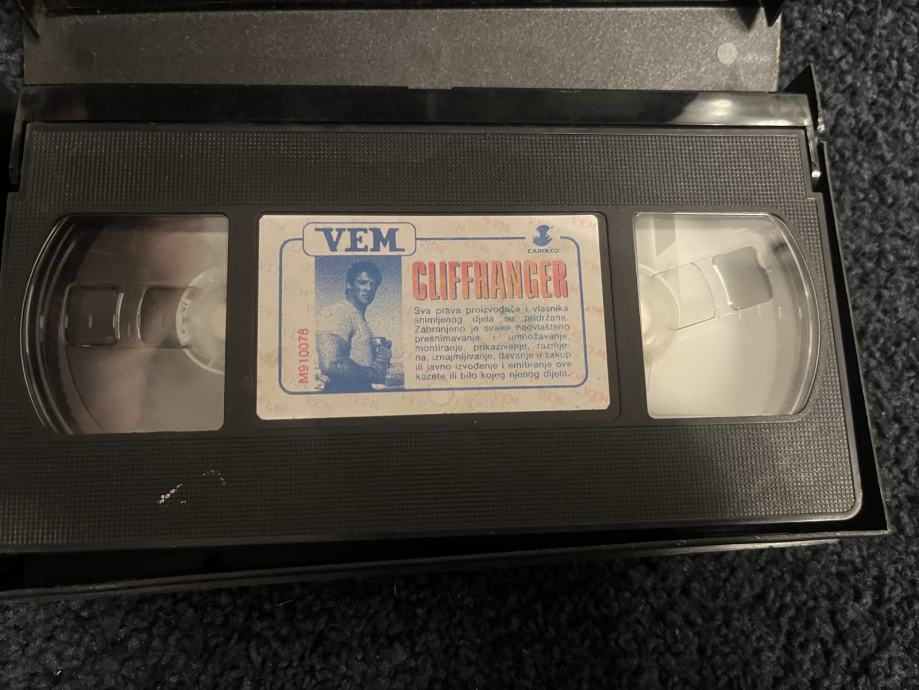 VEM
CAROLCO
CLIFFHANGER
M910078
Sva prava proizvođača i vlasnika
snimljenog djela su pridržana.
Zabranjeno je svako neovlašteno
presnimavanje i umnožavanje,
montiranje, prikazivanje, razmje-
na, iznajmljivanje, davanje u zakup
ili javno izvođenje i emitiranje ove
kazete ili bilo kojeg njenog dijela.